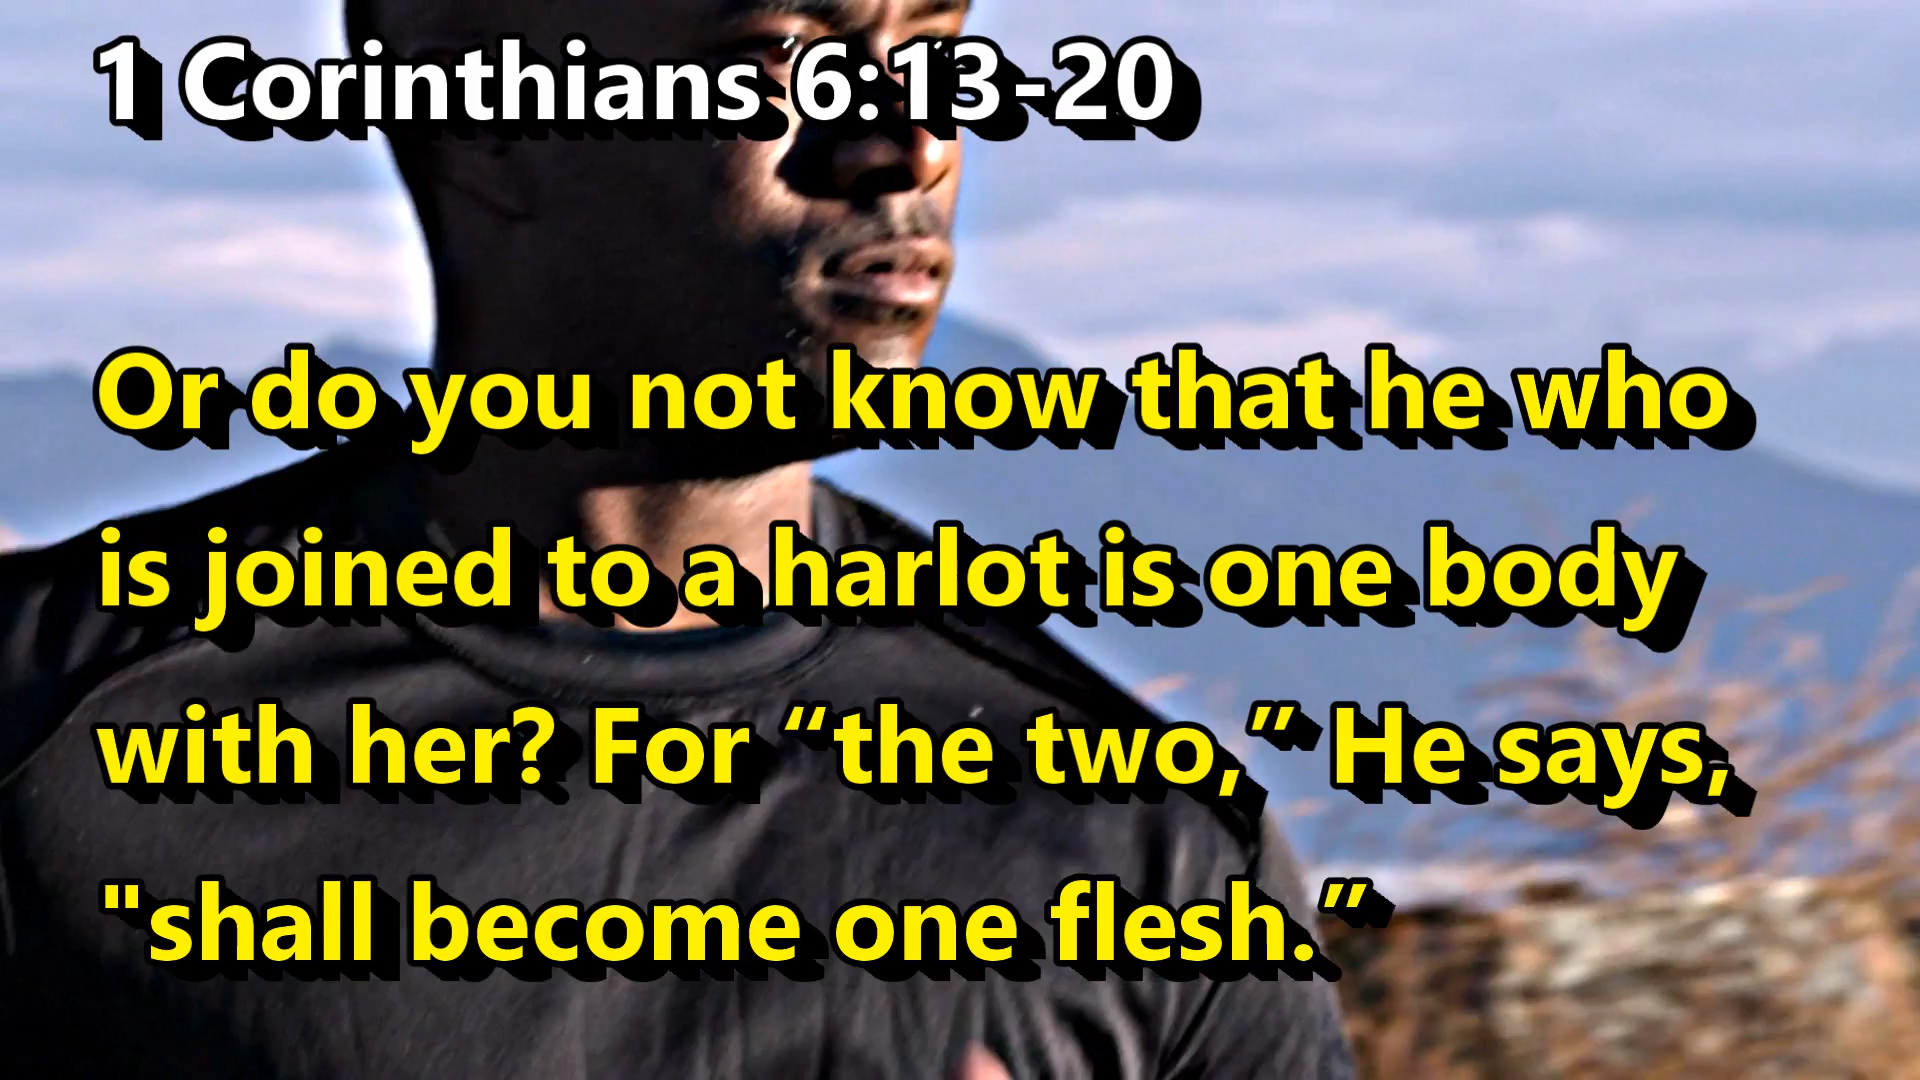 1 Corinthians 6:13-20
Or do you not know that he who
is joined to a harlot is one body
with her? For “the two,” He says,
"shall become one flesh.”